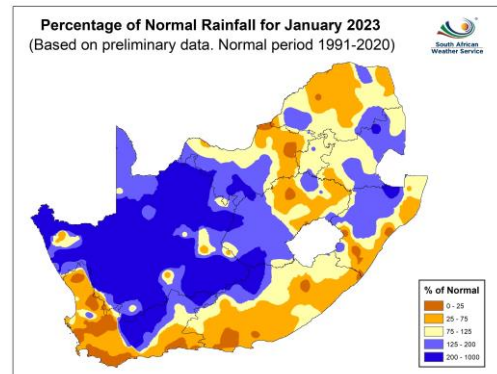 Percentage of Normal Rainfall for January 2023
(Based on preliminary data. Normal period 1991-2020)
South African
Weather Service
% of Normal
0 - 25
25 - 75
75 - 125
125 - 200
200 - 1000